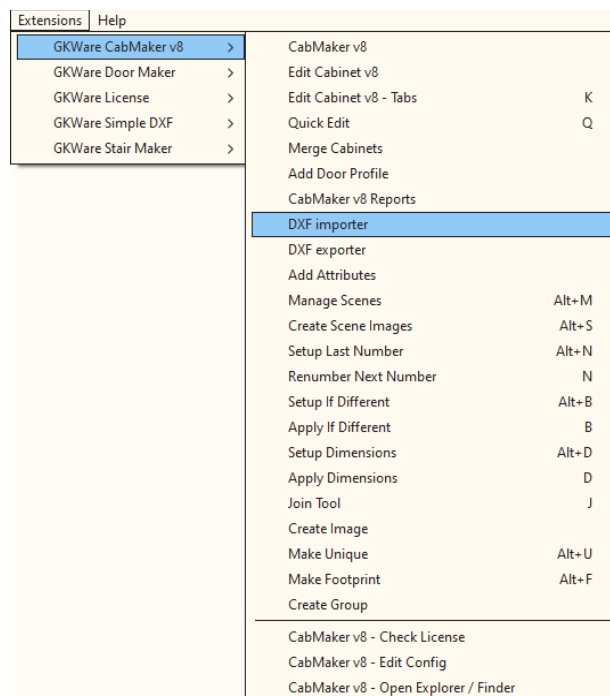 Extensions Help
GKWare CabMaker v8 >
GKWare Door Maker >
GKWare License >
GKWare Simple DXF >
GKWare Stair Maker >
CabMaker v8
Edit Cabinet v8
Edit Cabinet v8 - Tabs K
Quick Edit Q
Merge Cabinets
Add Door Profile
CabMaker v8 Reports
DXF importer
DXF exporter
Add Attributes
Manage Scenes Alt+M
Create Scene Images Alt+S
Setup Last Number Alt+N
Renumber Next Number N
Setup If Different Alt+B
Apply If Different B
Setup Dimensions Alt+D
Apply Dimensions D
Join Tool J
Create Image
Make Unique Alt+U
Make Footprint Alt+F
Create Group
CabMaker v8 - Check License
CabMaker v8 - Edit Config
CabMaker v8 - Open Explorer / Finder